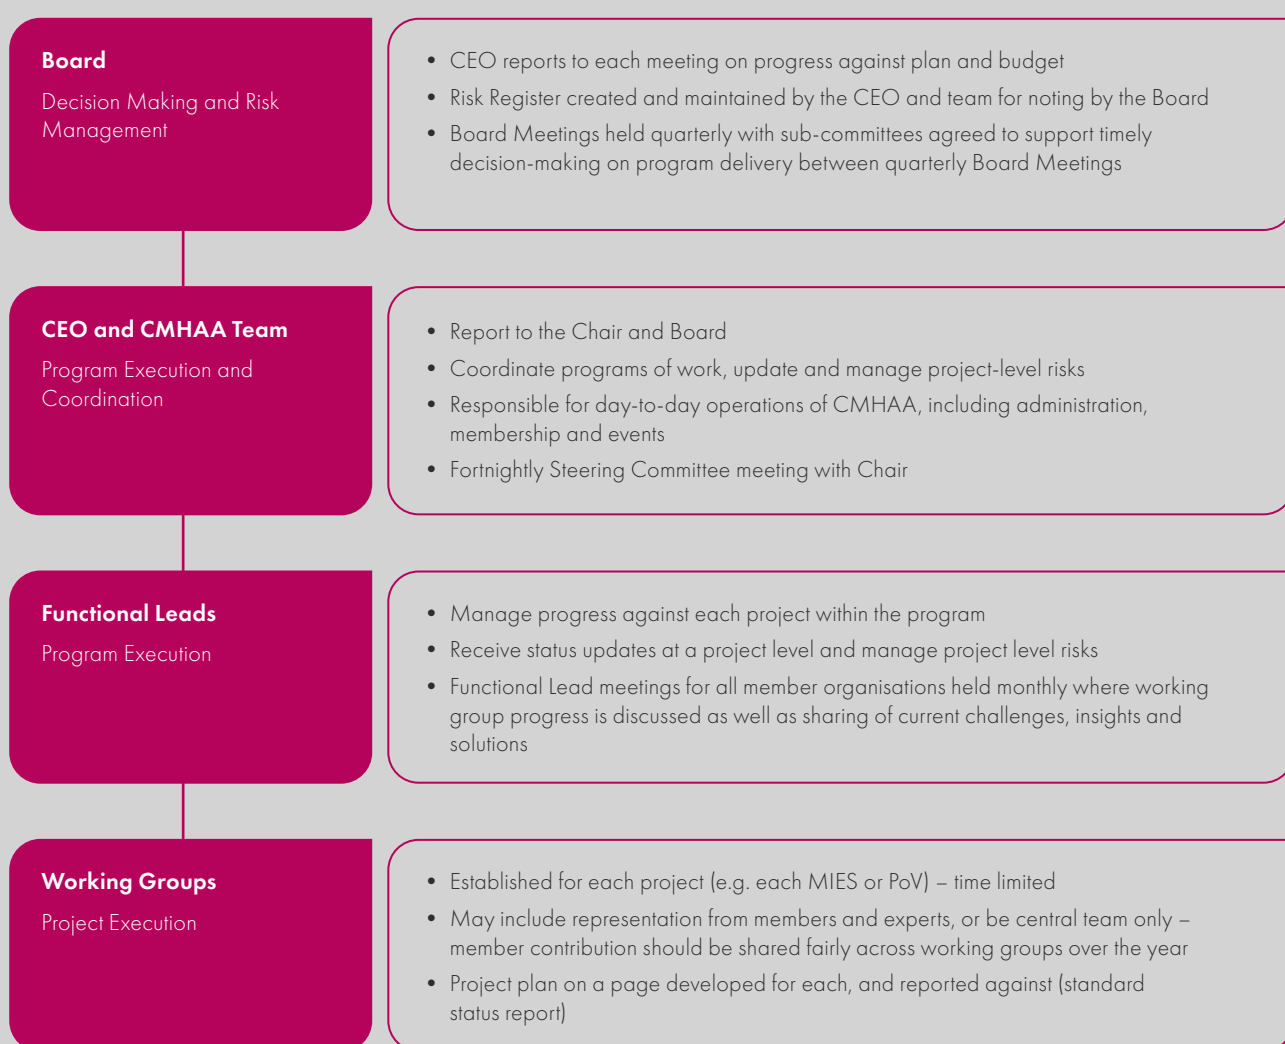 Board
Decision Making and Risk
Management
• CEO reports to each meeting on progress against plan and budget
• Risk Register created and maintained by the CEO and team for noting by the Board
• Board Meetings held quarterly with sub-committees agreed to support timely
decision-making on program delivery between quarterly Board Meetings
CEO and CMHAA Team
Program Execution and
Coordination
• Report to the Chair and Board
• Coordinate programs of work, update and manage project-level risks
• Responsible for day-to-day operations of CMHAA, including administration,
membership and events
• Fortnightly Steering Committee meeting with Chair
Functional Leads
Program Execution
• Manage progress against each project within the program
• Receive status updates at a project level and manage project level risks
• Functional Lead meetings for all member organisations held monthly where working
group progress is discussed as well as sharing of current challenges, insights and
solutions
Working Groups
Project Execution
• Established for each project (e.g. each MIES or PoV) – time limited
• May include representation from members and experts, or be central team only –
member contribution should be shared fairly across working groups over the year
• Project plan on a page developed for each, and reported against (standard
status report)